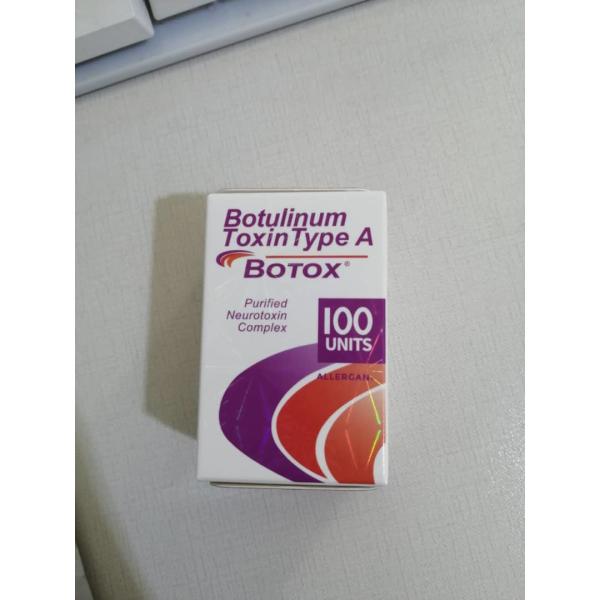 Botulinum
Toxin Type A
BOTOX®
Purified
Neurotoxin
Complex
100
UNITS
ALLERGAN